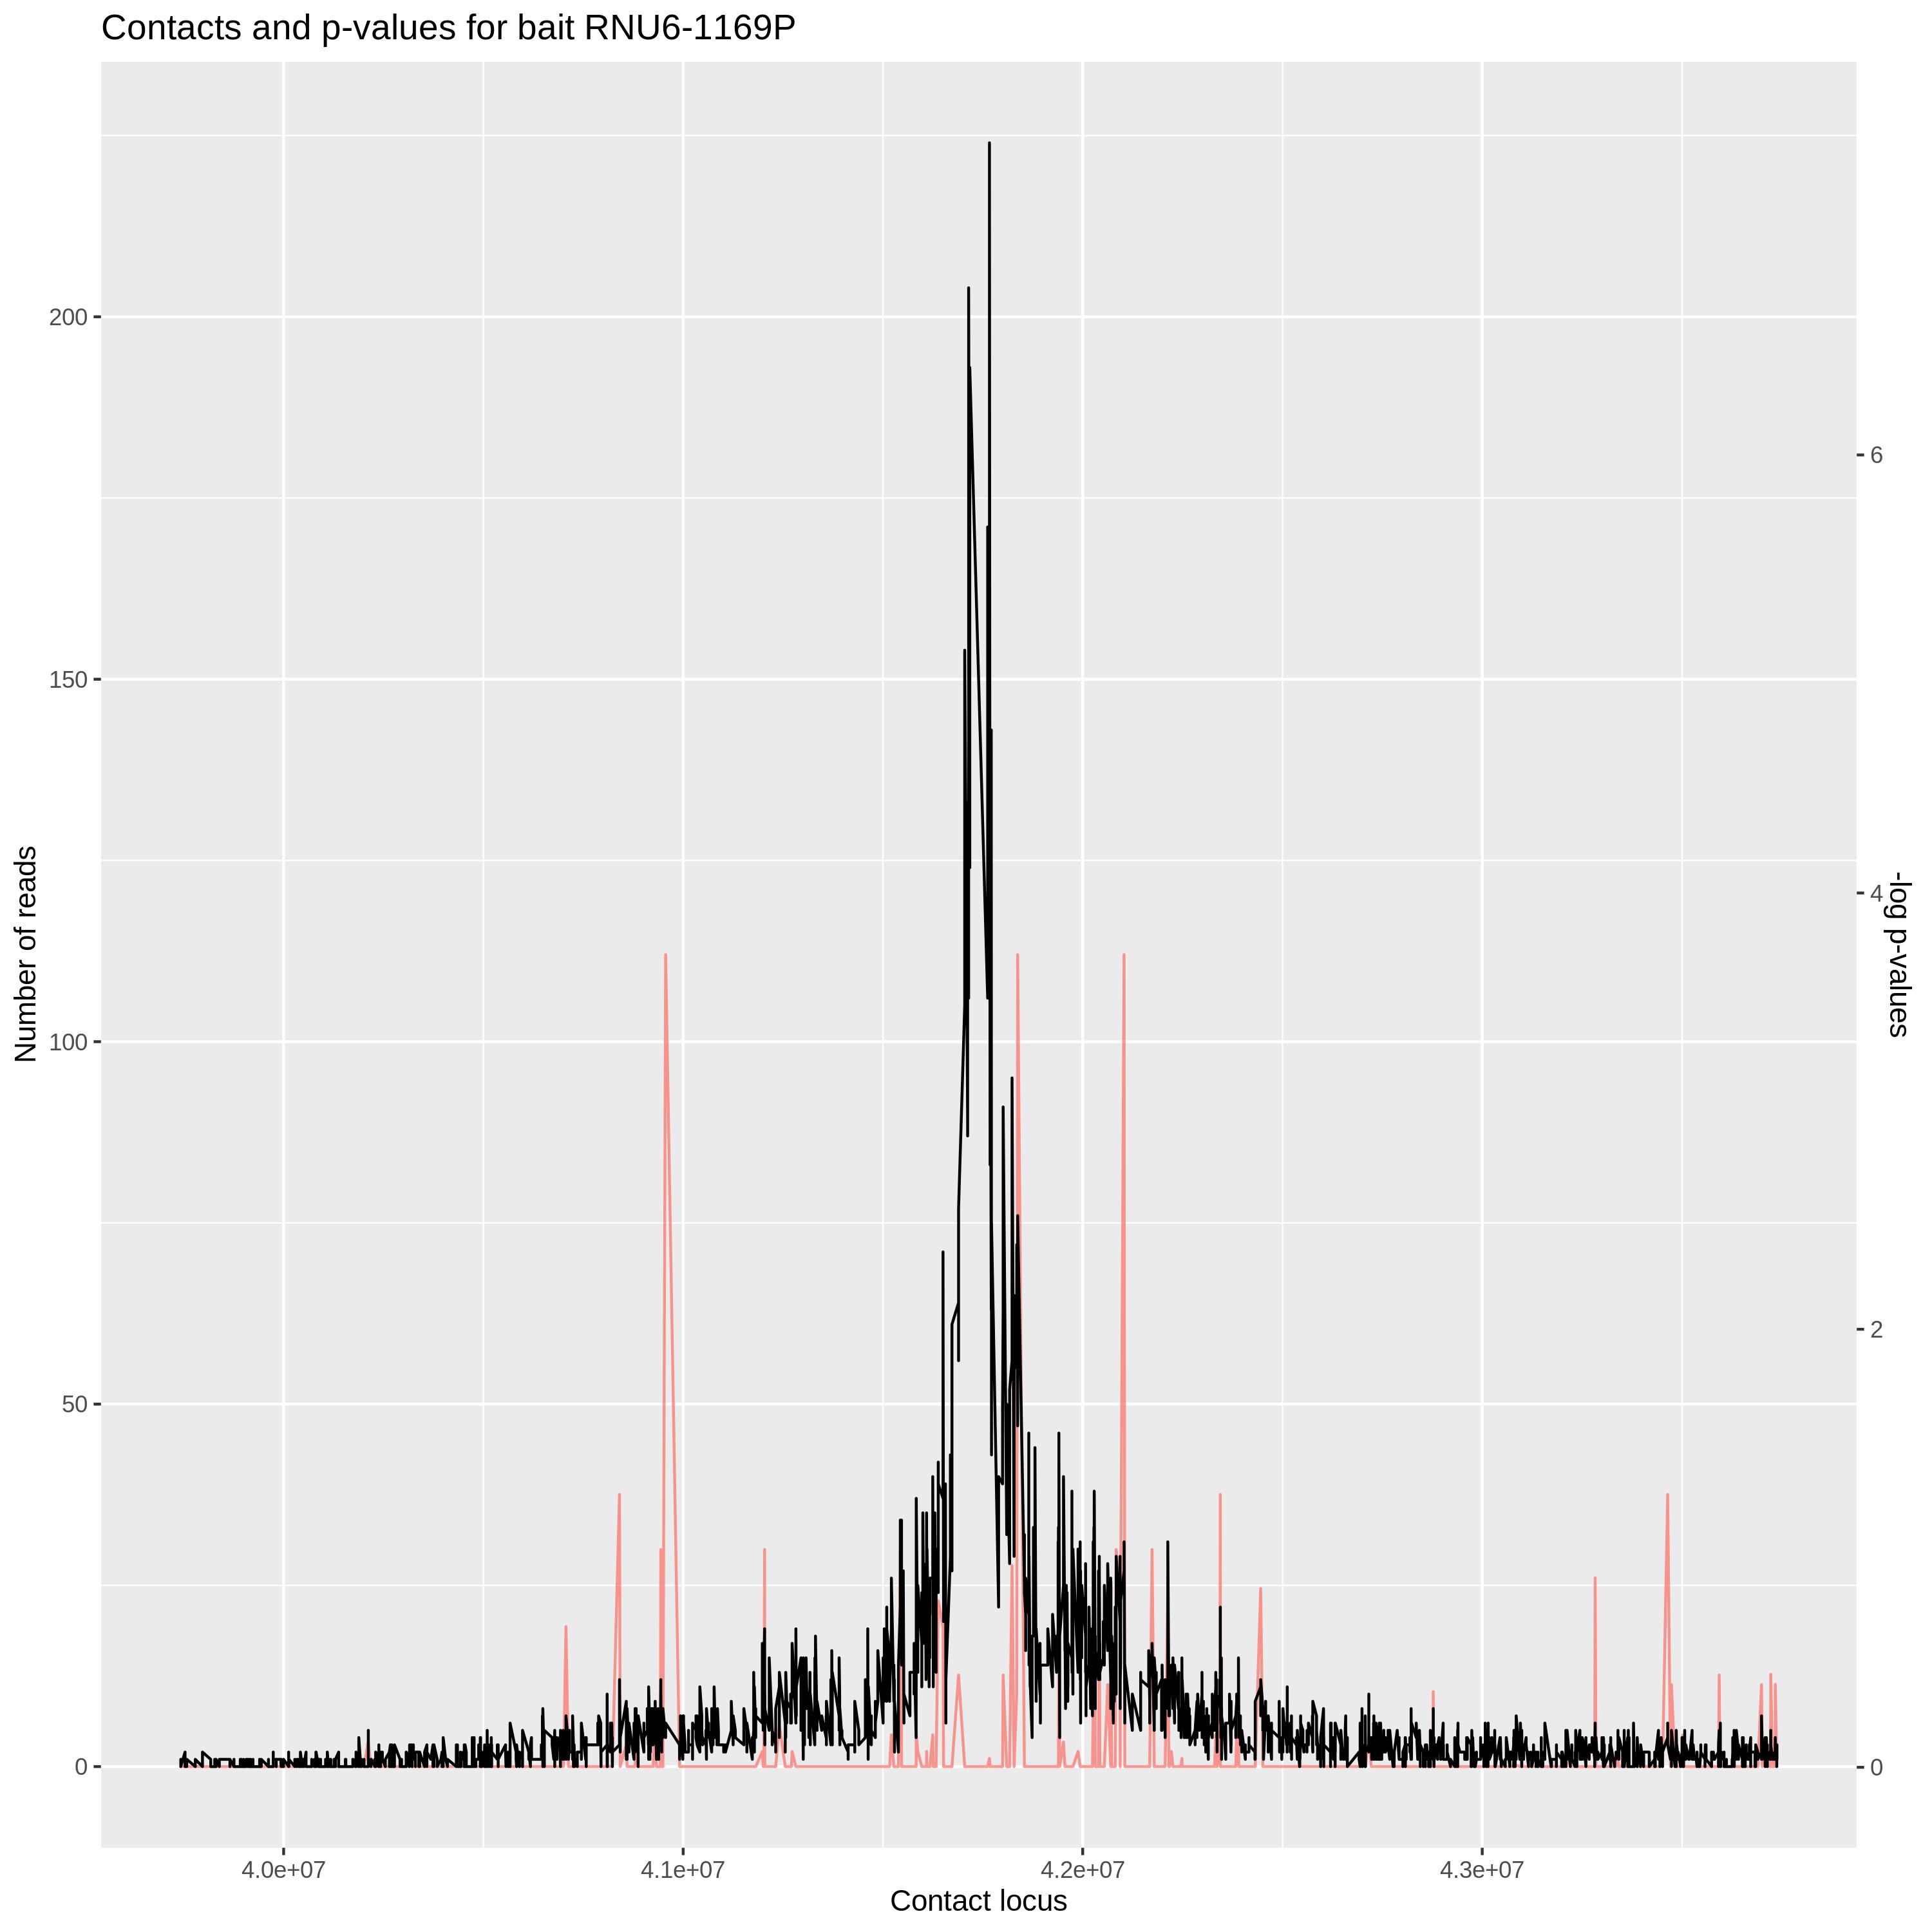 Contacts and p-values for bait RNU6-1169P
Number of reads
200
150
100
50
0
6
4
2
0
-log p-values
4.0e+07
4.1e+07
4.2e+07
4.3e+07
Contact locus